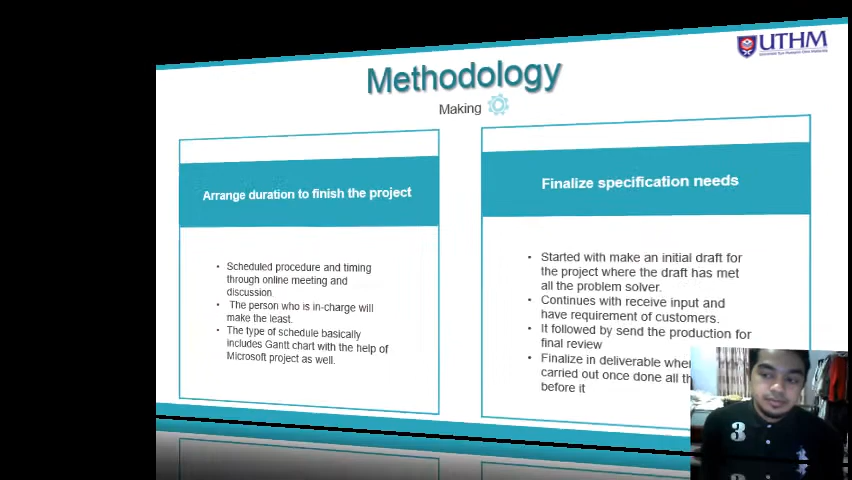 UTHM
Methodology
Making
Arrange duration to finish the project
Scheduled procedure and timing
through online meeting and
discussion
The person who is in-charge will
make the least.
The type of schedule basically
includes Gantt chart with the help of
Microsoft project as well.
Finalize specification needs
Started with make an initial draft for
the project where the draft has met
all the problem solver.
Continues with receive input and
have requirement of customers.
It followed by send the production for
final review
Finalize in deliverable
carried out once done all
before it
3